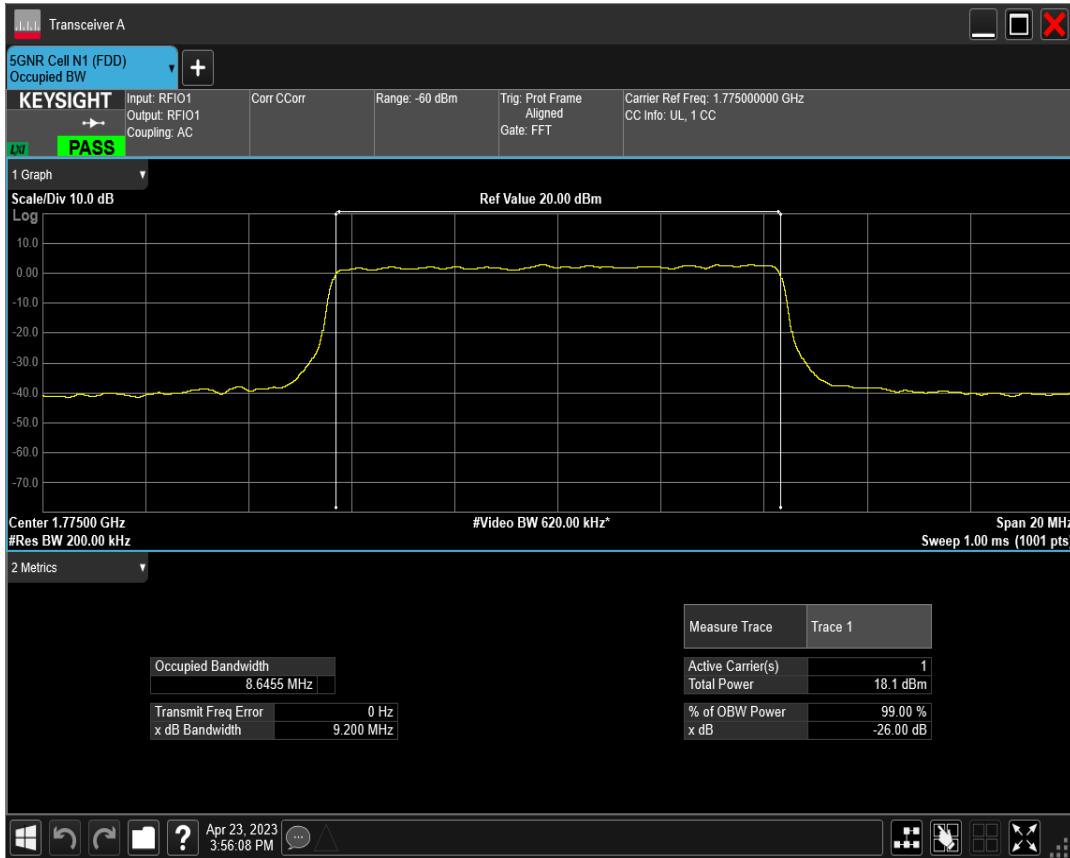 Transceiver A
5GNR Cell N1 (FDD)
Occupied BW
+
KEYSIGHT
LXI
PASS
Input: RFIO1
Output: RFIO1
Coupling: AC
Corr CCorr
Range: -60 dBm
Trig: Prot Frame
Aligned
Gate: FFT
Carrier Ref Freq: 1.775000000 GHz
CC Info: UL, 1 CC
1 Graph
Scale/Div 10.0 dB
Ref Value 20.00 dBm
Log
10.0
0.00
-10.0
-20.0
-30.0
-40.0
-50.0
-60.0
-70.0
Center 1.77500 GHz
#Video BW 620.00 kHz*
Span 20 MHz
#Res BW 200.00 kHz
Sweep 1.00 ms (1001 pts)
2 Metrics
Measure Trace Trace 1
Occupied Bandwidth
8.6455 MHz
Transmit Freq Error 0 Hz
x dB Bandwidth 9.200 MHz
Active Carrier(s) 1
Total Power 18.1 dBm
% of OBW Power 99.00 %
x dB -26.00 dB
?
Apr 23, 2023
3:56:08 PM